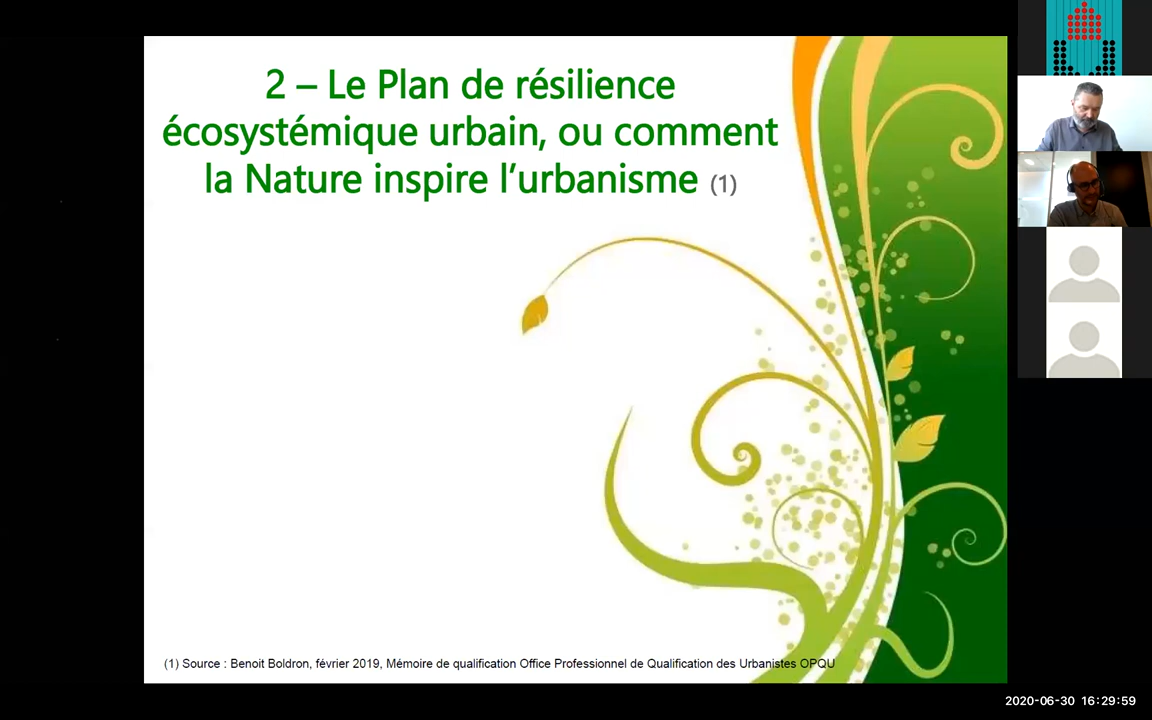 2 – Le Plan de résilience
écosystémique urbain, ou comment
la Nature inspire l’urbanisme (1)
(1) Source : Benoit Boldron, février 2019, Mémoire de qualification Office Professionnel de Qualification des Urbanistes OPQU
2020-06-30 16:29:59